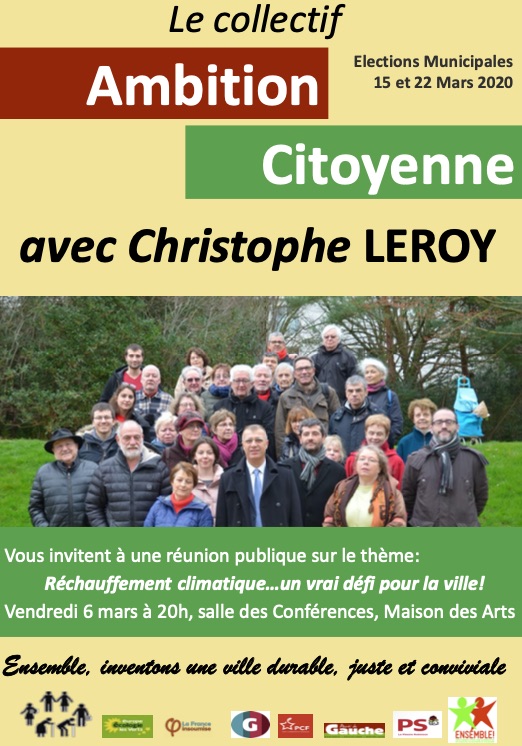 Le collectif
Ambition
Elections Municipales
15 et 22 Mars 2020
Citoyenne
avec Christophe LEROY
Vous invitent à une réunion publique sur le thème:
Réchauffement climatique...un vrai défi pour la ville!
Vendredi 6 mars à 20h, salle des Conférences, Maison des Arts
Ensemble, inventons une ville durable, juste et conviviale
écologie
La France
insoumise
G
PCF
Gauche
PS
ENSEMBLE!